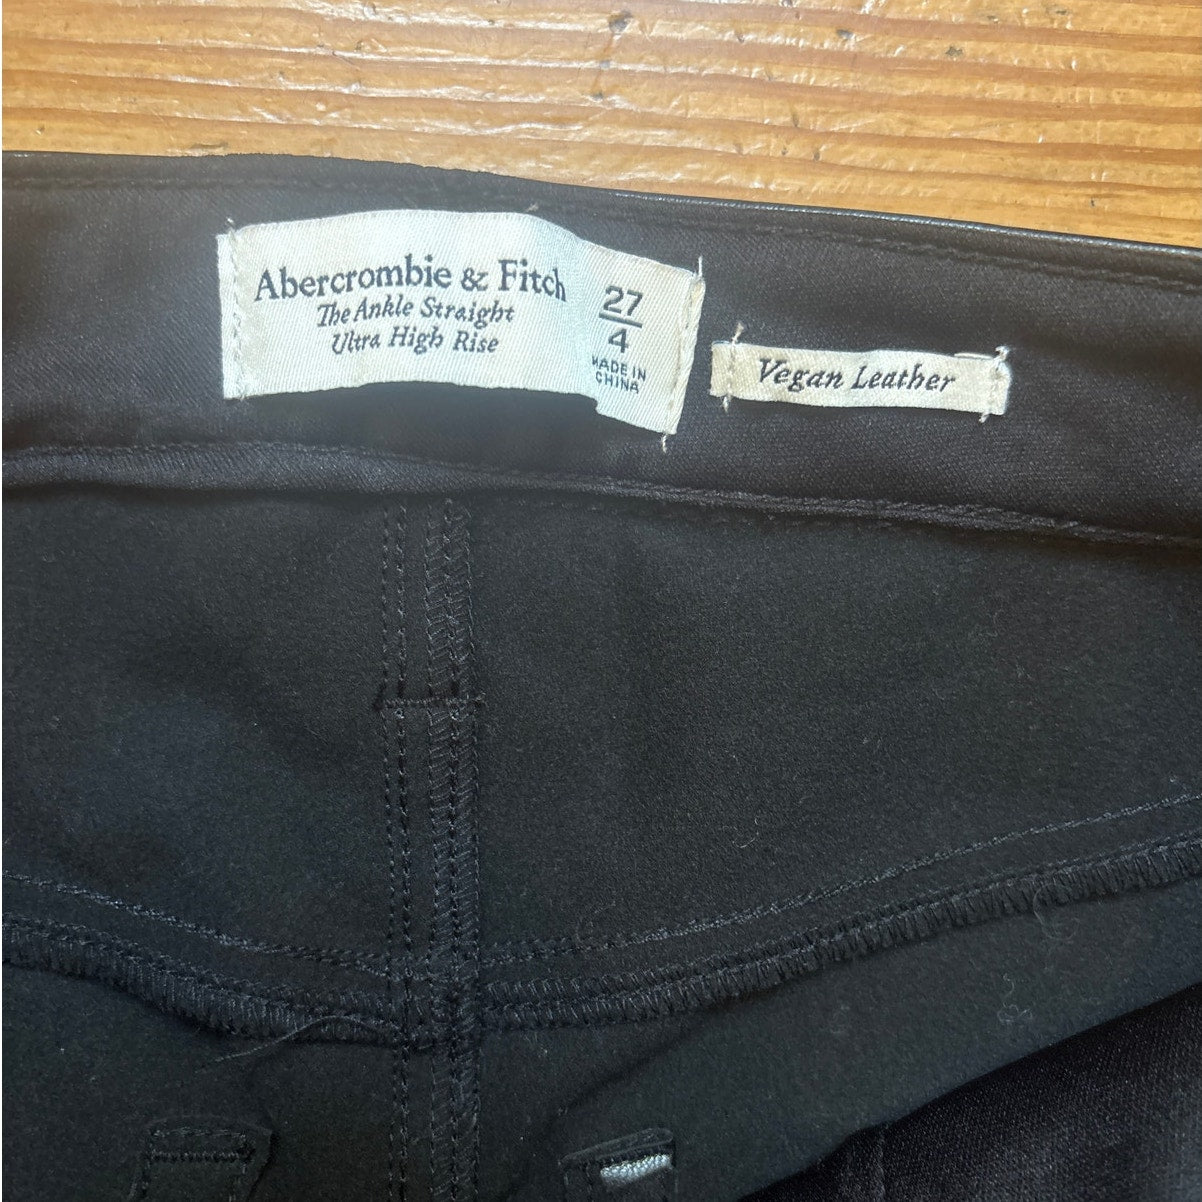 Abercrombie & Fitch
The Ankle Straight
Ultra High Rise
27
4
MADE IN
CHINA
Vegan Leather